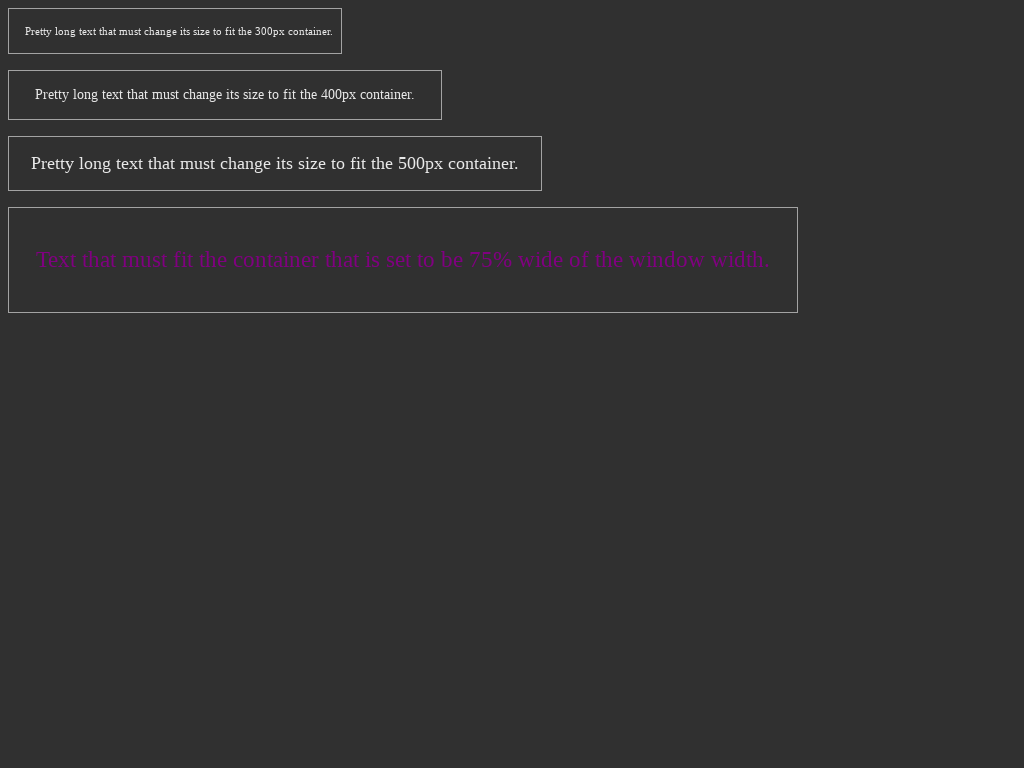 Pretty long text that must change its size to fit the 300px container.
Pretty long text that must change its size to fit the 400px container.
Pretty long text that must change its size to fit the 500px container.
Text that must fit the container that is set to be 75% wide of the window width.